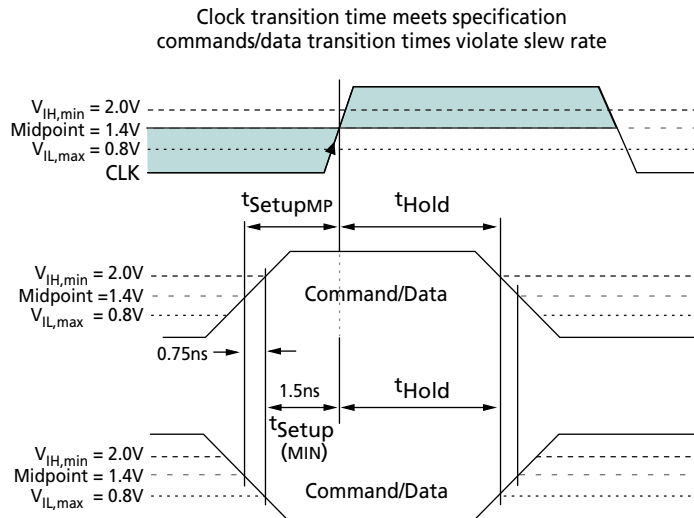 Clock transition time meets specification
commands/data transition times violate slew rate
VIH,min = 2.0V
Midpoint = 1.4V
VIL,max = 0.8V
CLK
tSetupMP
tHold
VIH,min = 2.0V
Midpoint =1.4V
VIL,max = 0.8V
Command/Data
0.75ns
1.5ns
tHold
tSetup
(MIN)
VIH,min = 2.0V
Midpoint = 1.4V
VIL,max = 0.8V
Command/Data